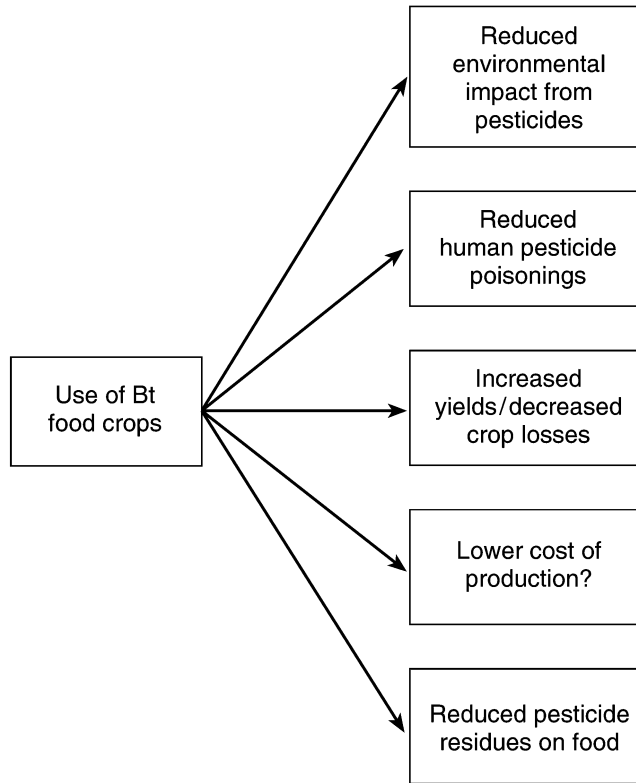 Reduced
environmental
impact from
pesticides
Reduced
human pesticide
poisonings
Use of Bt
food crops
Increased
yields/decreased
crop losses
Lower cost of
production?
Reduced pesticide
residues on food